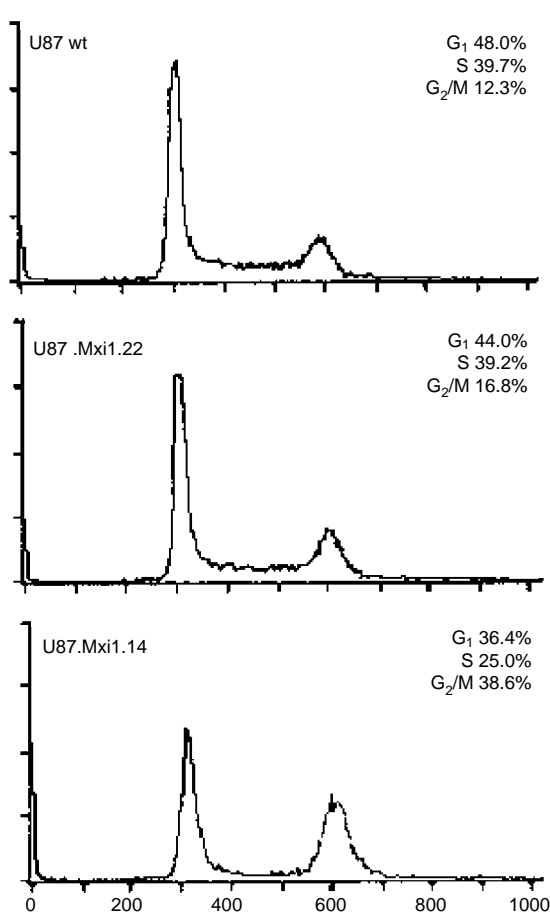 U87 wt
G₁ 48.0%
S 39.7%
G₂/M 12.3%
U87 .Mxi1.22
G₁ 44.0%
S 39.2%
G₂/M 16.8%
U87.Mxi1.14
G₁ 36.4%
S 25.0%
G₂/M 38.6%
0 200 400 600 800 1000